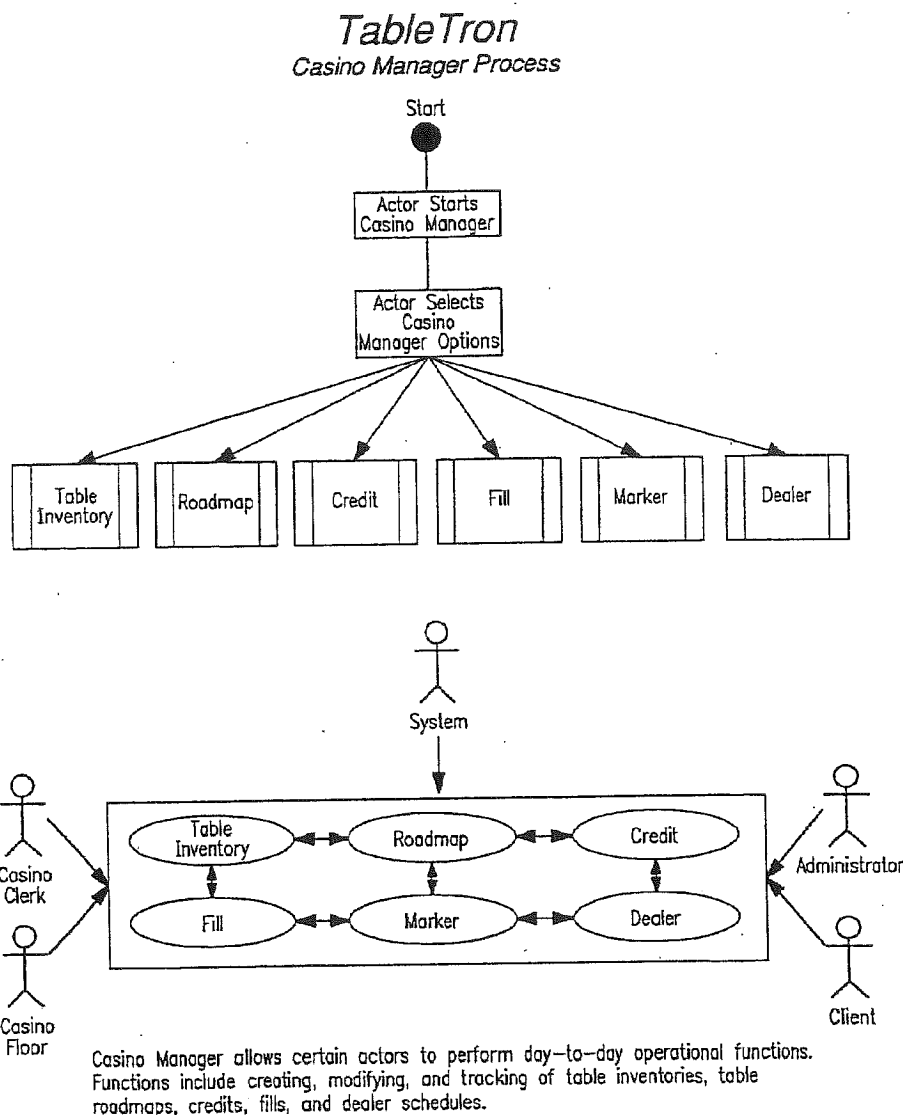 TableTron
Casino Manager Process
Start
Actor Starts
Casino Manager
Actor Selects
Casino
Manager Options
Table
Inventory
Roadmap
Credit
Fill
Marker
Dealer
System
Casino
Clerk
Casino
Floor
Table
Inventory
Roadmap
Credit
Fill
Marker
Dealer
Administrator
Client
Casino Manager allows certain actors to perform day-to-day operational functions.
Functions include creating, modifying, and tracking of table inventories, table
roadmaps, credits, fills, and dealer schedules.